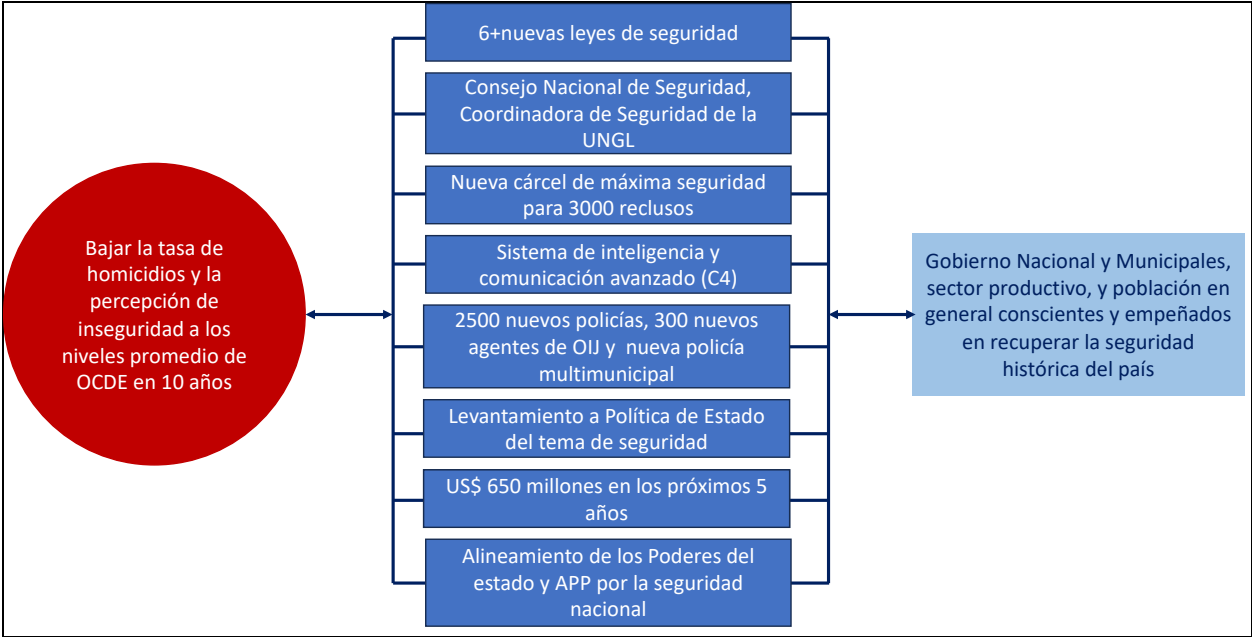 Bajar la tasa de
homicidios y la
percepción de
inseguridad a los
niveles promedio de
OCDE en 10 años
6+nuevas leyes de seguridad
Consejo Nacional de Seguridad,
Coordinadora de Seguridad de la
UNGL
Nueva cárcel de máxima seguridad
para 3000 reclusos
Sistema de inteligencia y
comunicación avanzado (C4)
2500 nuevos policías, 300 nuevos
agentes de OIJ y  nueva policía
multimunicipal
Levantamiento a Política de Estado
del tema de seguridad
US$ 650 millones en los próximos 5
años
Alineamiento de los Poderes del
estado y APP por la seguridad
nacional
Gobierno Nacional y Municipales,
sector productivo, y población en
general conscientes y empeñados
en recuperar la seguridad
histórica del país